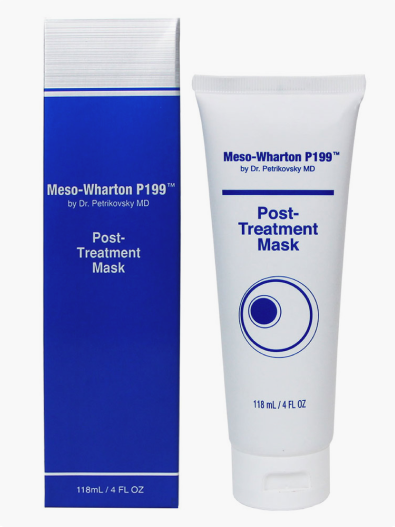 Meso-Wharton P199™
by Dr. Petrikovsky MD
Post-
Treatment
Mask
118mL / 4 FL OZ
Meso-Wharton P199™
by Dr. Petrikovsky MD
Post-
Treatment
Mask
118 mL / 4 FL OZ